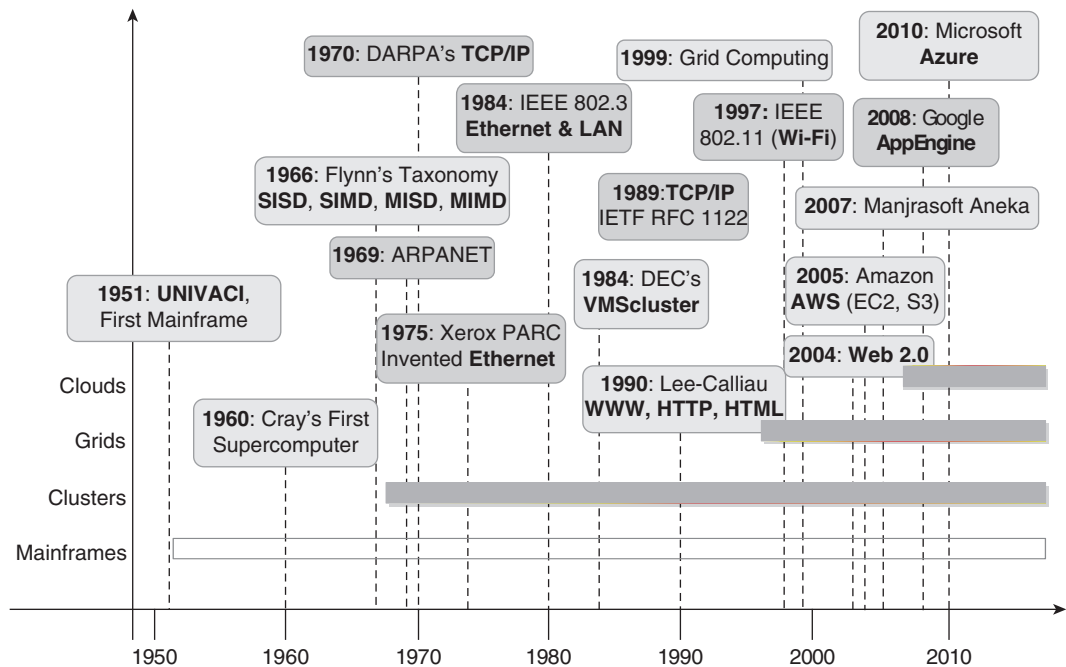 1970: DARPA's TCP/IP
1999: Grid Computing
2010: Microsoft
Azure
1984: IEEE 802.3
Ethernet & LAN
1997: IEEE
802.11 (Wi-Fi)
2008: Google
AppEngine
1966: Flynn's Taxonomy
SISD, SIMD, MISD, MIMD
1989:TCP/IP
IETF RFC 1122
2007: Manjrasoft Aneka
1969: ARPANET
1984: DEC's
VMScluster
2005: Amazon
AWS (EC2, S3)
1951: UNIVACI,
First Mainframe
1975: Xerox PARC
Invented Ethernet
2004: Web 2.0
1990: Lee-Calliau
WWW, HTTP, HTML
Clouds
1960: Cray's First
Supercomputer
Grids
Clusters
Mainframes
1950 1960 1970 1980 1990 2000 2010